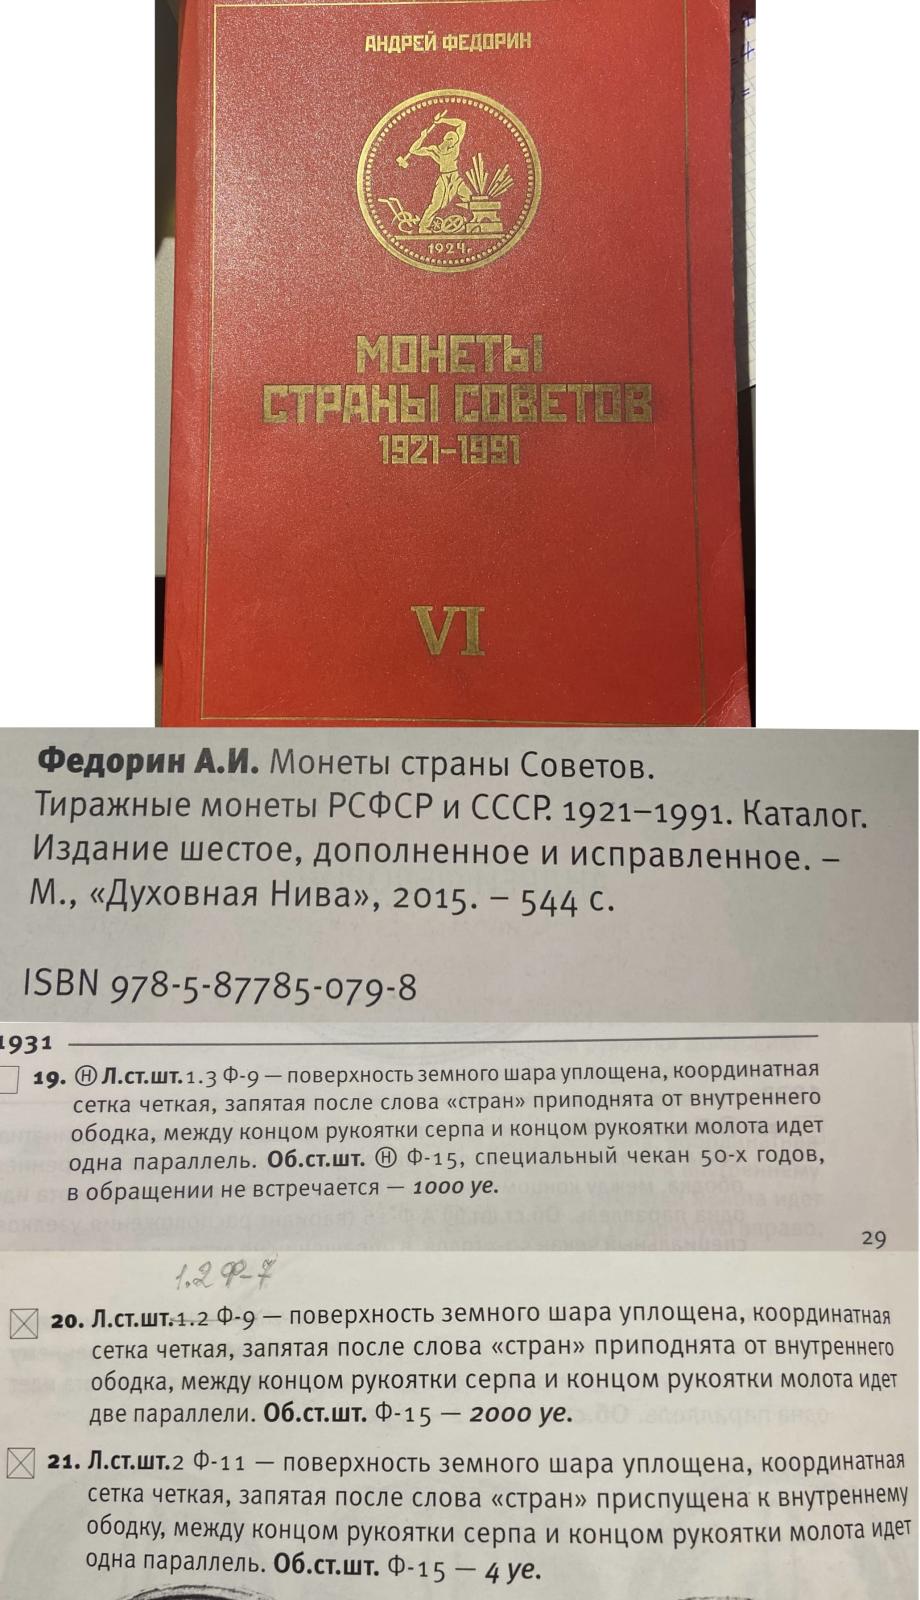 АНДРЕЙ ФЕДОРИН
1924г.
МОНЕТЫ
СТРАНЫ СОВЕТОВ
1921-1991
VI
Федорин А.И. Монеты страны Советов.
Тиражные монеты РСФСР и СССР. 1921–1991. Каталог.
Издание шестое, дополненное и исправленное. –
М., «Духовная Нива», 2015. – 544 с.
ISBN 978-5-87785-079-8
1931
19. Ⓗ Л.ст.шт.1.3 Ф-9 — поверхность земного шара уплощена, координатная
сетка четкая, запятая после слова «стран» приподнята от внутреннего
ободка, между концом рукоятки серпа и концом рукоятки молота идет
одна параллель. Об.ст.шт. Ⓗ Ф-15, специальный чекан 50-х годов,
в обращении не встречается — 1000 уе.
29
1.2 Ф-7
20. Л.ст.шт.1.2 Ф-9 — поверхность земного шара уплощена, координатная
сетка четкая, запятая после слова «стран» приподнята от внутреннего
ободка, между концом рукоятки серпа и концом рукоятки молота идет
две параллели. Об.ст.шт. Ф-15 — 2000 уе.
21. Л.ст.шт.2 Ф-11 — поверхность земного шара уплощена, координатная
сетка четкая, запятая после слова «стран» приспущена к внутреннему
ободку, между концом рукоятки серпа и концом рукоятки молота идет
одна параллель. Об.ст.шт. Ф-15 — 4 уе.